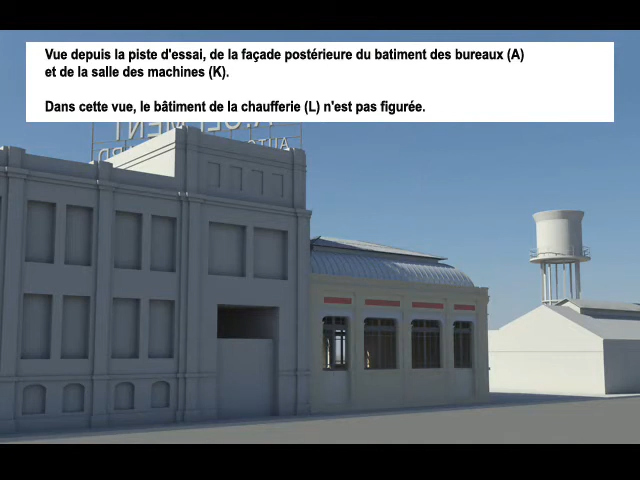 Vue depuis la piste d'essai, de la façade postérieure du batiment des bureaux (A)
et de la salle des machines (K).
Dans cette vue, le bâtiment de la chaufferie (L) n'est pas figurée.